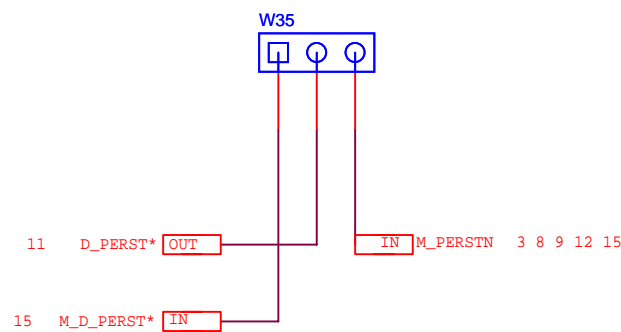 W35
11 D_PERST* OUT IN M_PERSTN 3 8 9 12 15
15 M_D_PERST* IN